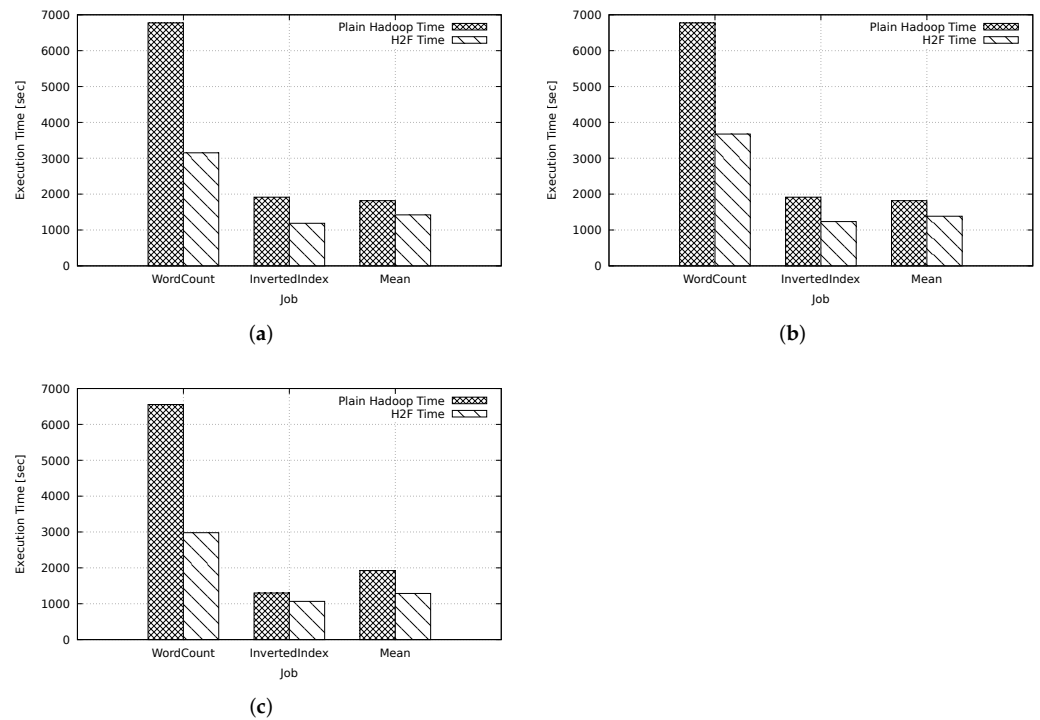 7000
6000
5000
4000
3000
2000
1000
0
Execution Time [sec]
Plain Hadoop Time
H2F Time
WordCount InvertedIndex Mean
Job
(a)
7000
6000
5000
4000
3000
2000
1000
0
Execution Time [sec]
Plain Hadoop Time
H2F Time
WordCount InvertedIndex Mean
Job
(b)
7000
6000
5000
4000
3000
2000
1000
0
Execution Time [sec]
Plain Hadoop Time
H2F Time
WordCount InvertedIndex Mean
Job
(c)